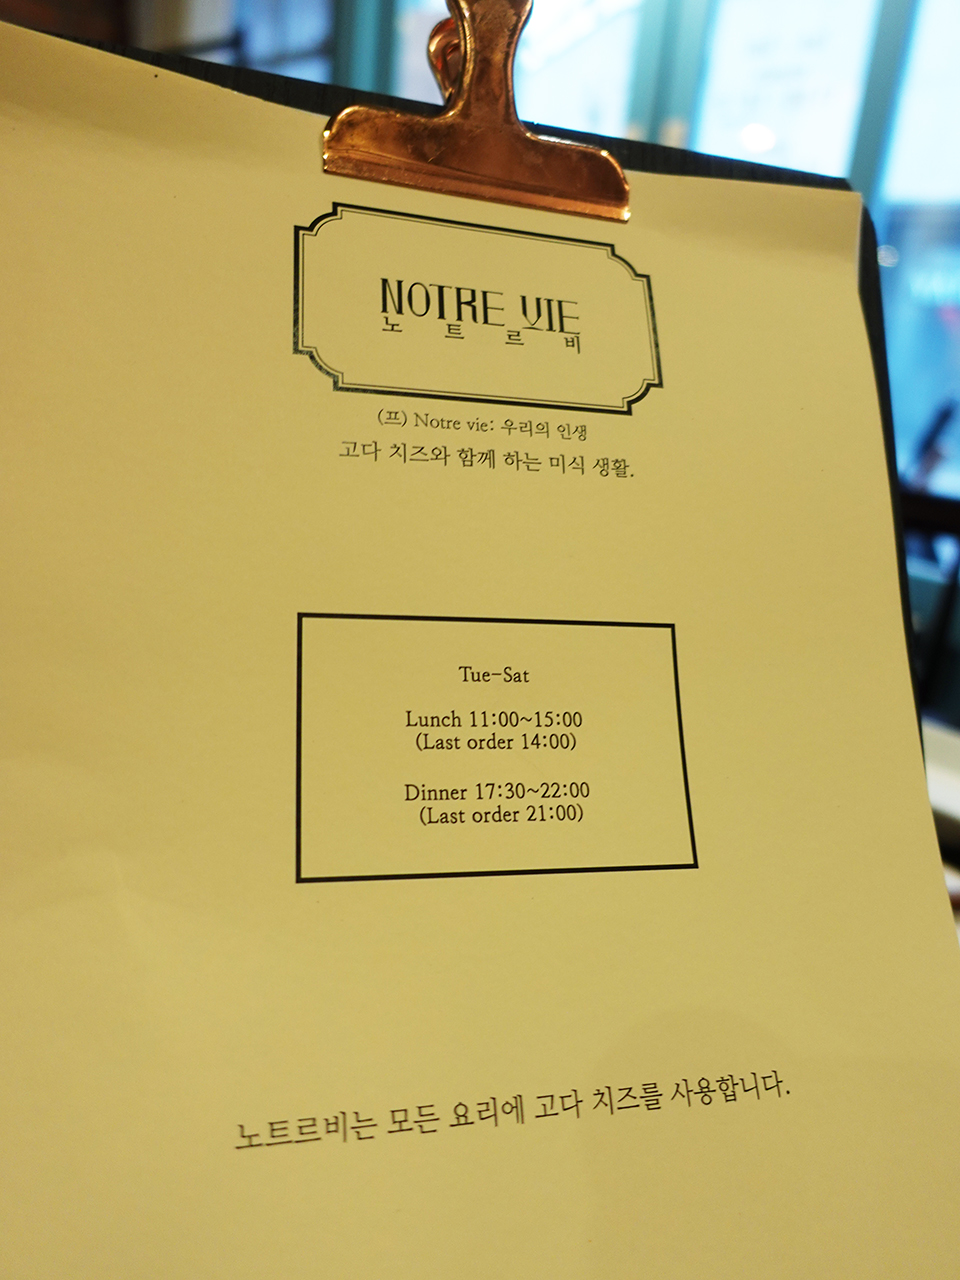 NOTRE VIE
노트르비
(프) Notre vie: 우리의 인생
고다 치즈와 함께 하는 미식 생활.
Tue-Sat
Lunch 11:00~15:00
(Last order 14:00)
Dinner 17:30~22:00
(Last order 21:00)
노트르비는 모든 요리에 고다 치즈를 사용합니다.